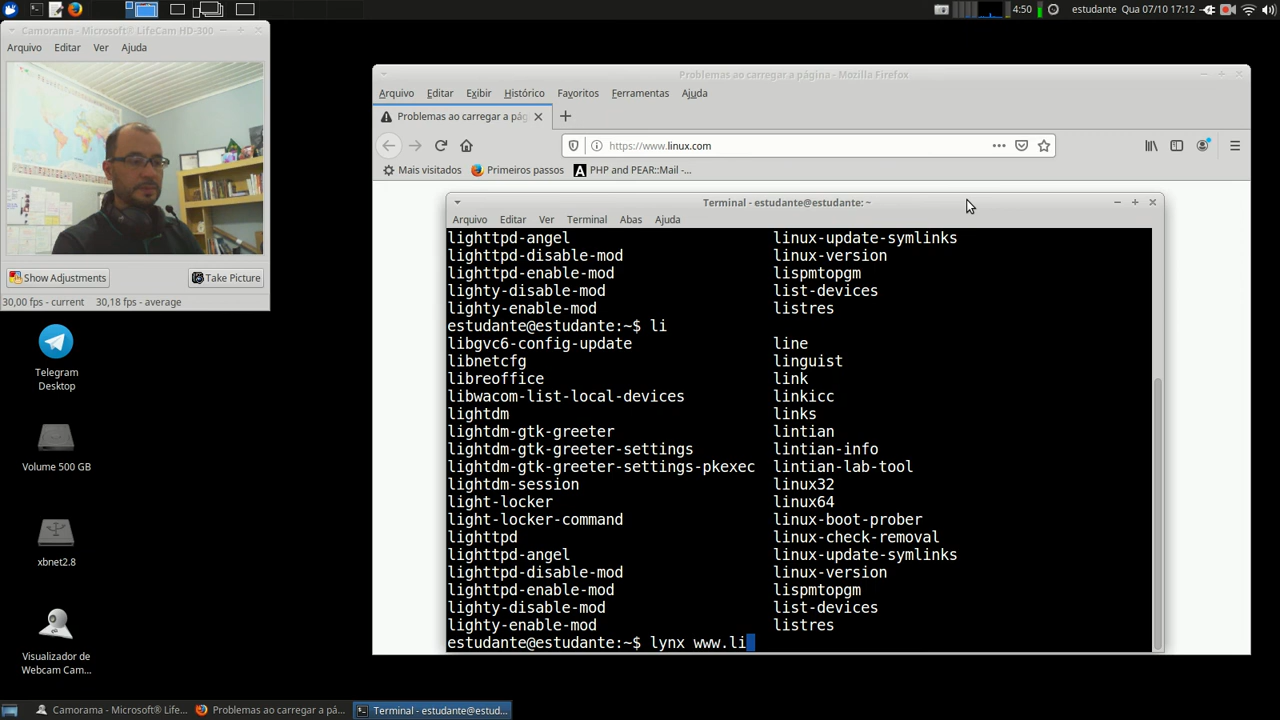 4:50
estudante
Qua 07/10 17:12
Camorama - Microsoft® LifeCam HD-300
Arquivo Editar Ver Ajuda
Show Adjustments
Take Picture
30,00 fps - current 30,18 fps - average
Telegram
Desktop
Volume 500 GB
xbnet2.8
Visualizador de
Webcam Cam...
Problemas ao carregar a página - Mozilla Firefox
Arquivo Editar Exibir Histórico Favoritos Ferramentas Ajuda
Problemas ao carregar a pág
https://www.linux.com
Mais visitados Primeiros passos PHP and PEAR::Mail -...
Terminal - estudante@estudante: ~
Arquivo Editar Ver Terminal Abas Ajuda
lighttpd-angel linux-update-symlinks
lighttpd-disable-mod linux-version
lighttpd-enable-mod lispmtopgm
lighty-disable-mod list-devices
lighty-enable-mod listres
estudante@estudante:~$ li
libgvc6-config-update line
libnetcfg linguist
libreoffice link
libwacom-list-local-devices linkicc
lightdm links
lightdm-gtk-greeter lintian
lightdm-gtk-greeter-settings lintian-info
lightdm-gtk-greeter-settings-pkexec lintian-lab-tool
lightdm-session linux32
light-locker linux64
light-locker-command linux-boot-prober
lighttpd linux-check-removal
lighttpd-angel linux-update-symlinks
lighttpd-disable-mod linux-version
lighttpd-enable-mod lispmtopgm
lighty-disable-mod list-devices
lighty-enable-mod listres
estudante@estudante:~$ lynx www.li
Camorama - Microsoft® LifeCa...
Problemas ao carregar a pá...
Terminal - estudante@estud...